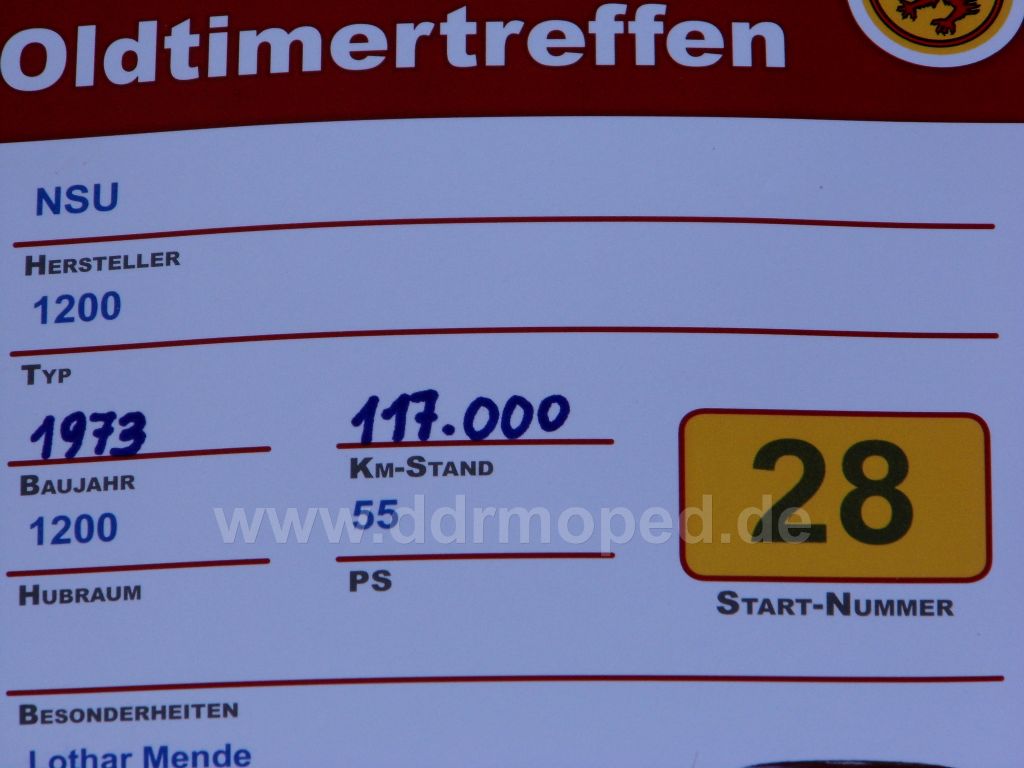 Oldtimertreffen
NSU
HERSTELLER
1200
TYP
1973 117.000
BAUJAHR KM-STAND
1200 55 28
HUBRAUM PS START-NUMMER
www.ddrmoped.de
BESONDERHEITEN
Lothar Mende